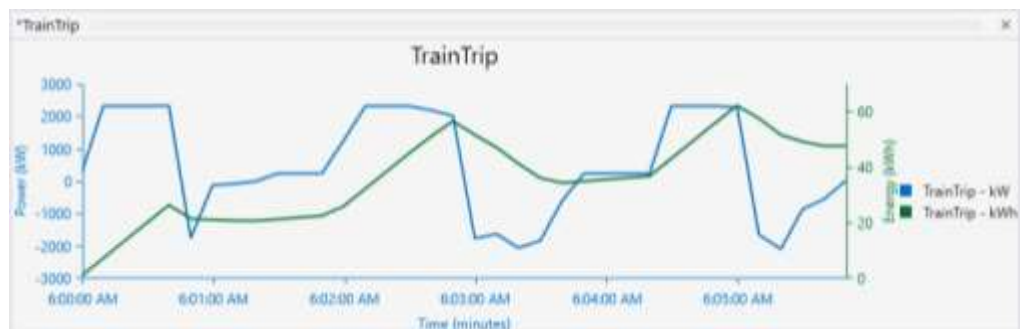 *TrainTrip
TrainTrip
3000
2000
1000
0
-1000
-2000
-3000
Power (kW)
60
40
20
0
Energy (kWh)
TrainTrip - kW
TrainTrip - kWh
6:00:00 AM 6:01:00 AM 6:02:00 AM 6:03:00 AM 6:04:00 AM 6:05:00 AM
Time (minutes)